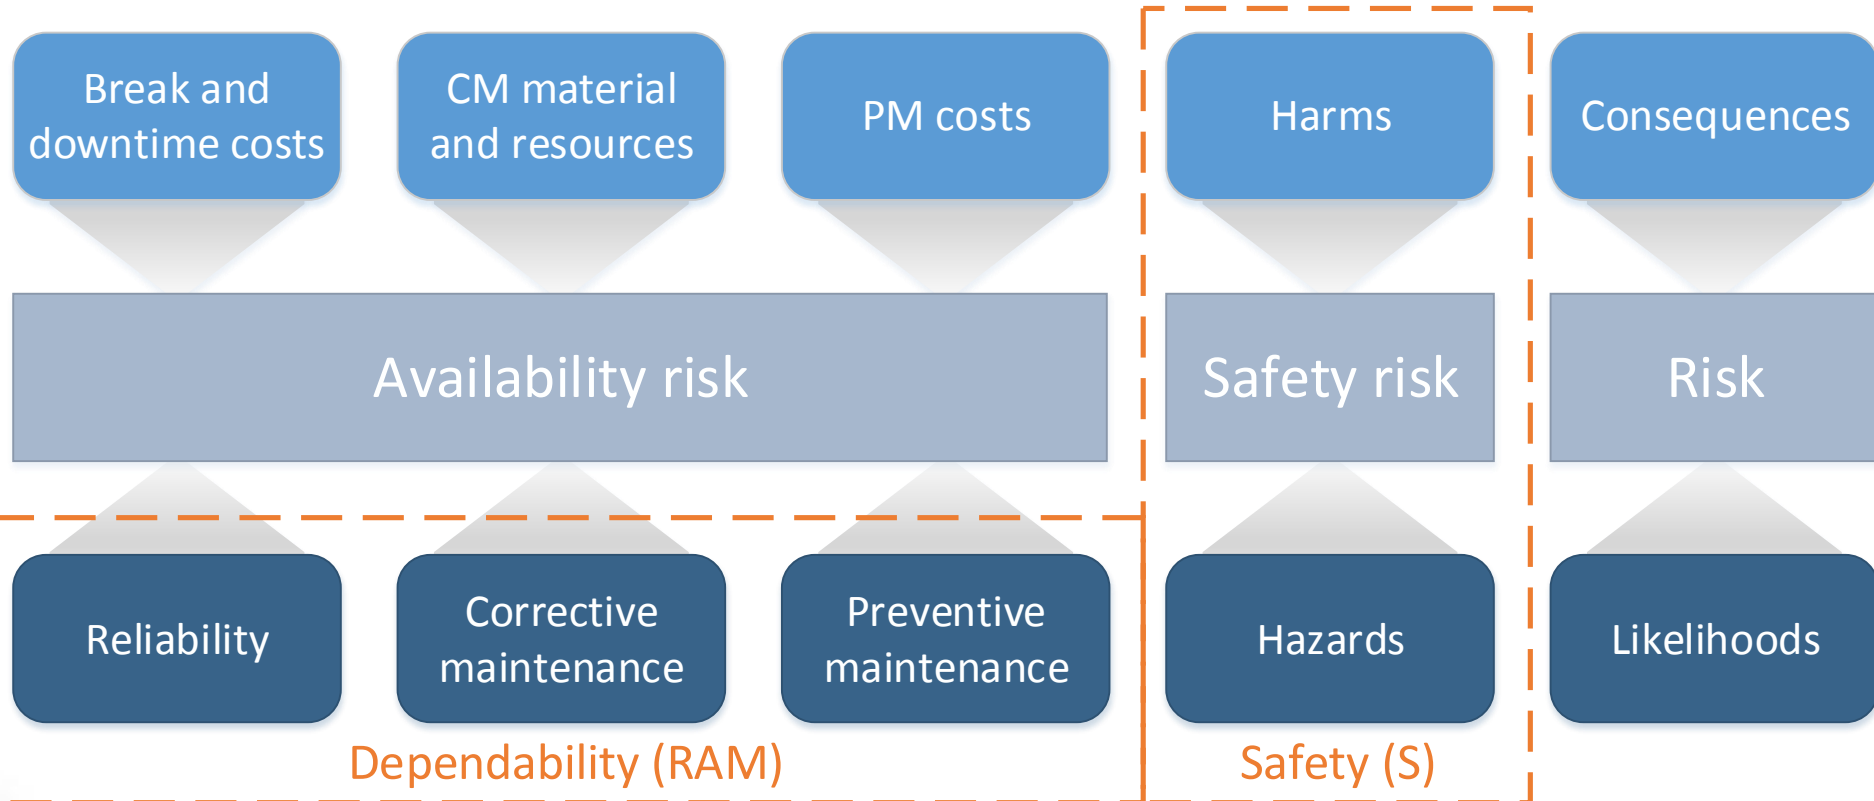 Break and
downtime costs
CM material
and resources
PM costs
Harms
Consequences
Availability risk
Safety risk
Risk
Reliability
Corrective
maintenance
Preventive
maintenance
Hazards
Likelihoods
Dependability (RAM)
Safety (S)